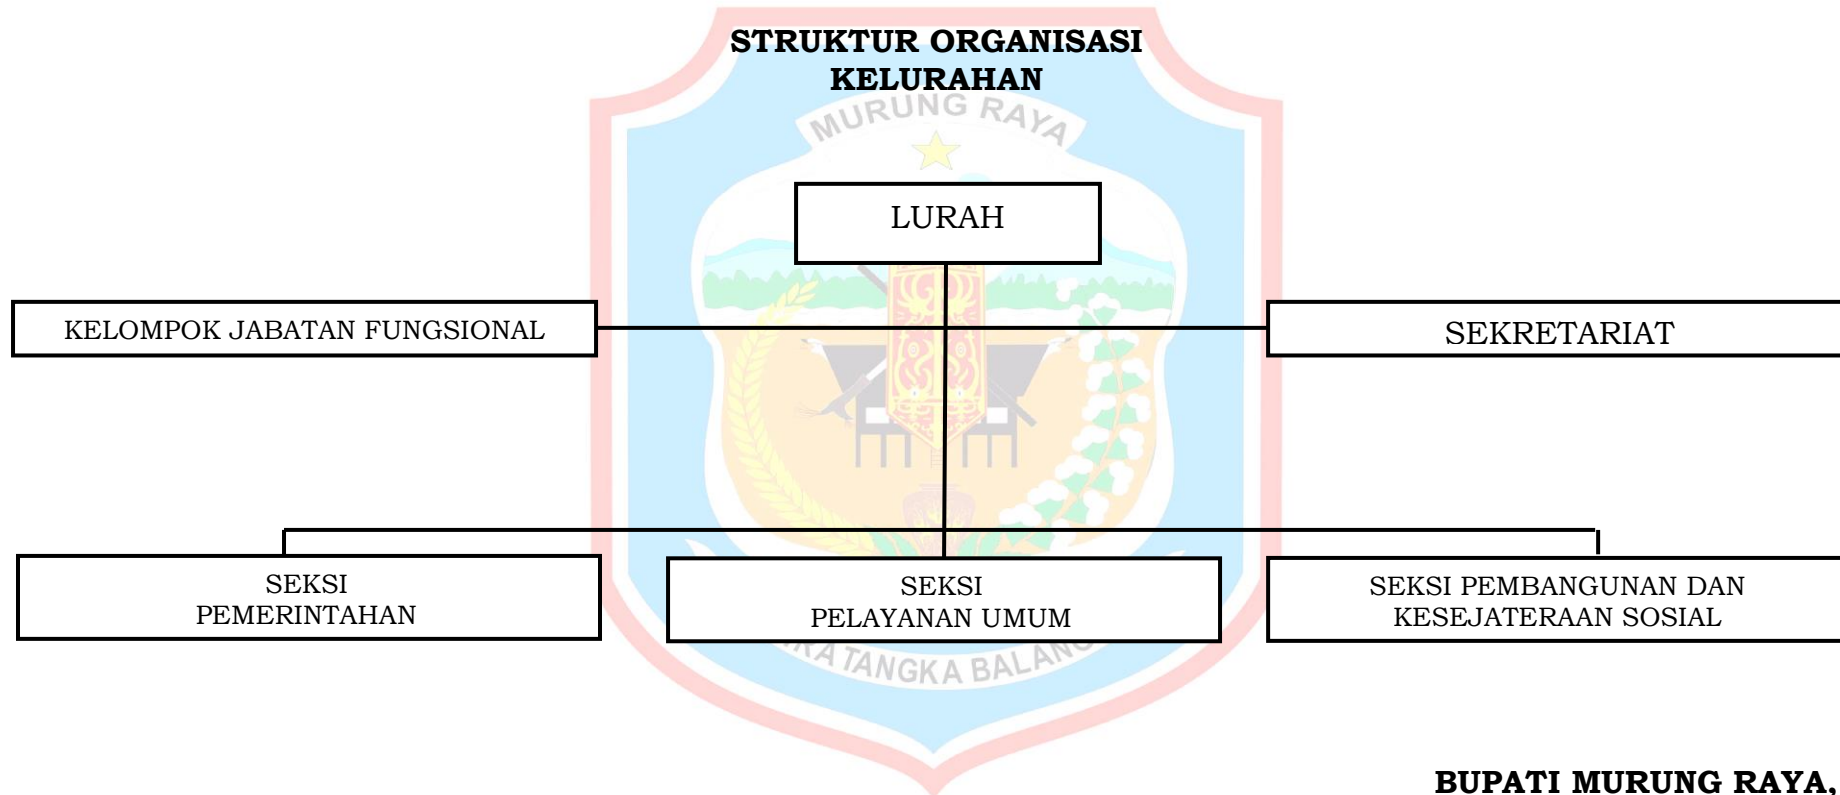 STRUKTUR ORGANISASI
KELURAHAN
MURUNG RAYA
LURAH
KELOMPOK JABATAN FUNGSIONAL
SEKRETARIAT
SEKSI
PEMERINTAHAN
SEKSI
PELAYANAN UMUM
SEKSI PEMBANGUNAN DAN
KESEJATERAAN SOSIAL
TANGKA
BUPATI MURUNG RAYA,